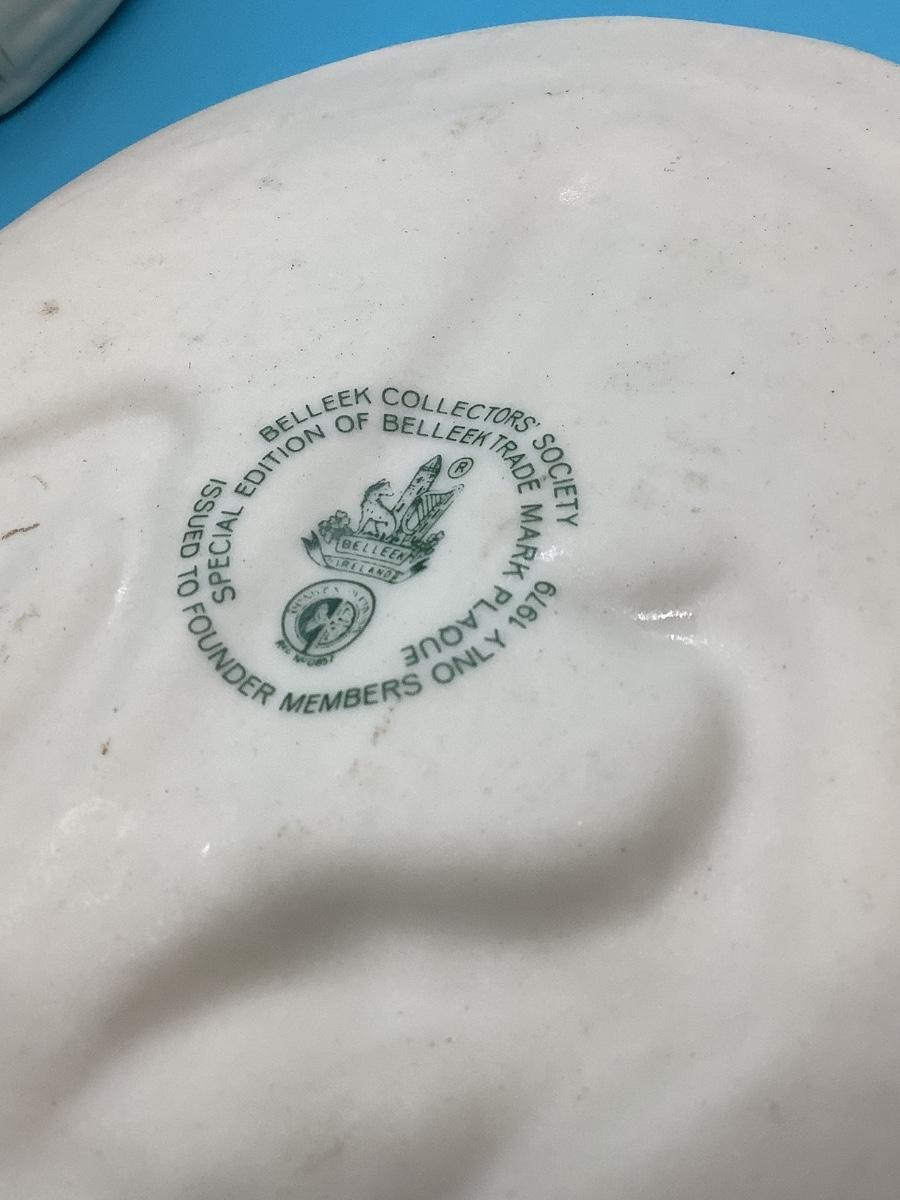 BELLEEK COLLECTORS' SOCIETY
SPECIAL EDITION OF BELLEEK TRADE MARK PLAQUE
®
BELLEEK
IRELAND
ISSUED TO FOUNDER MEMBERS ONLY 1979